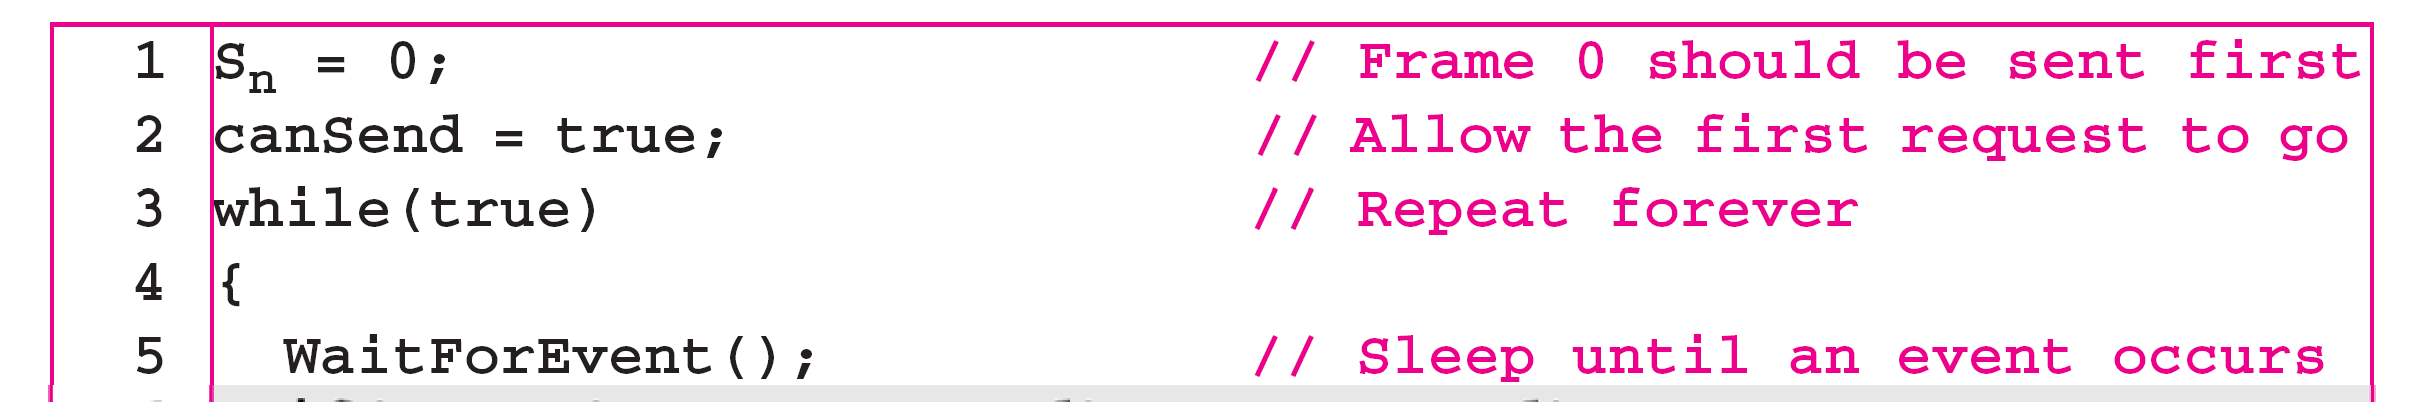 1 Sn = 0; // Frame 0 should be sent first
2 canSend = true; // Allow the first request to go
3 while(true) // Repeat forever
4 {
5 WaitForEvent(); // Sleep until an event occurs